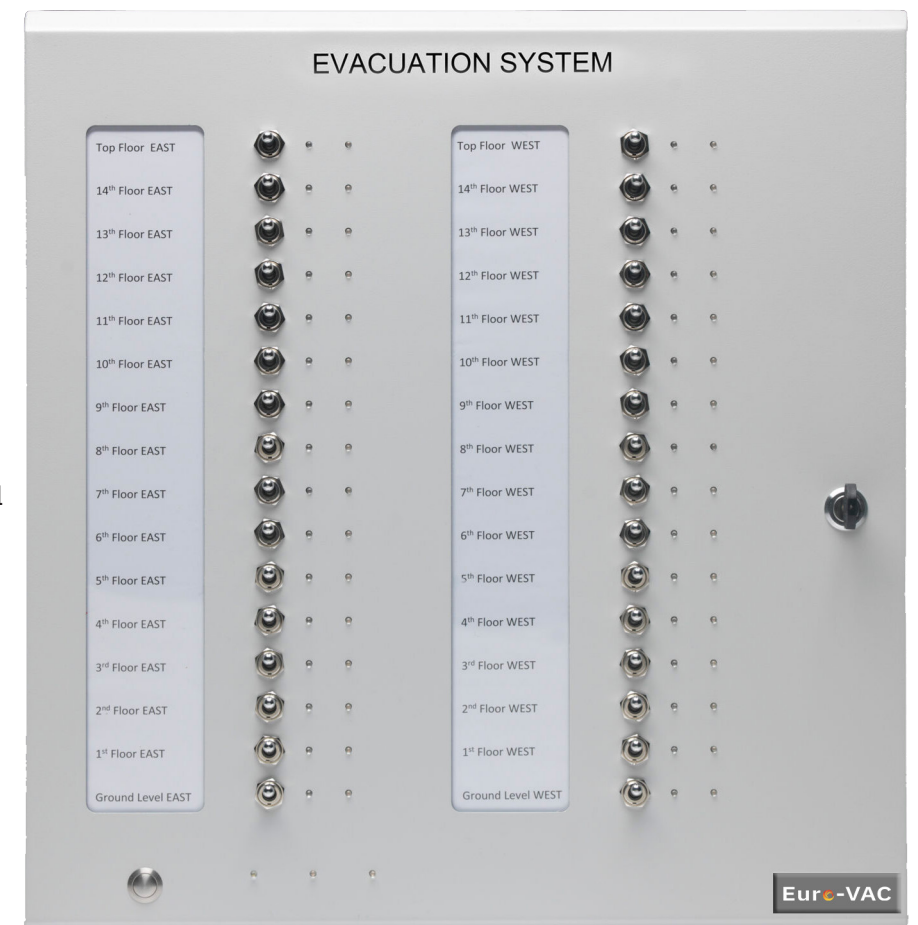 EVACUATION SYSTEM
Top Floor EAST
14th Floor EAST
13th Floor EAST
12th Floor EAST
11th Floor EAST
10th Floor EAST
9th Floor EAST
8th Floor EAST
7th Floor EAST
6th Floor EAST
5th Floor EAST
4th Floor EAST
3rd Floor EAST
2nd Floor EAST
1st Floor EAST
Ground Level EAST
Top Floor WEST
14th Floor WEST
13th Floor WEST
12th Floor WEST
11th Floor WEST
10th Floor WEST
9th Floor WEST
8th Floor WEST
7th Floor WEST
6th Floor WEST
5th Floor WEST
4th Floor WEST
3rd Floor WEST
2nd Floor WEST
1st Floor WEST
Ground Level WEST
Euro-VAC